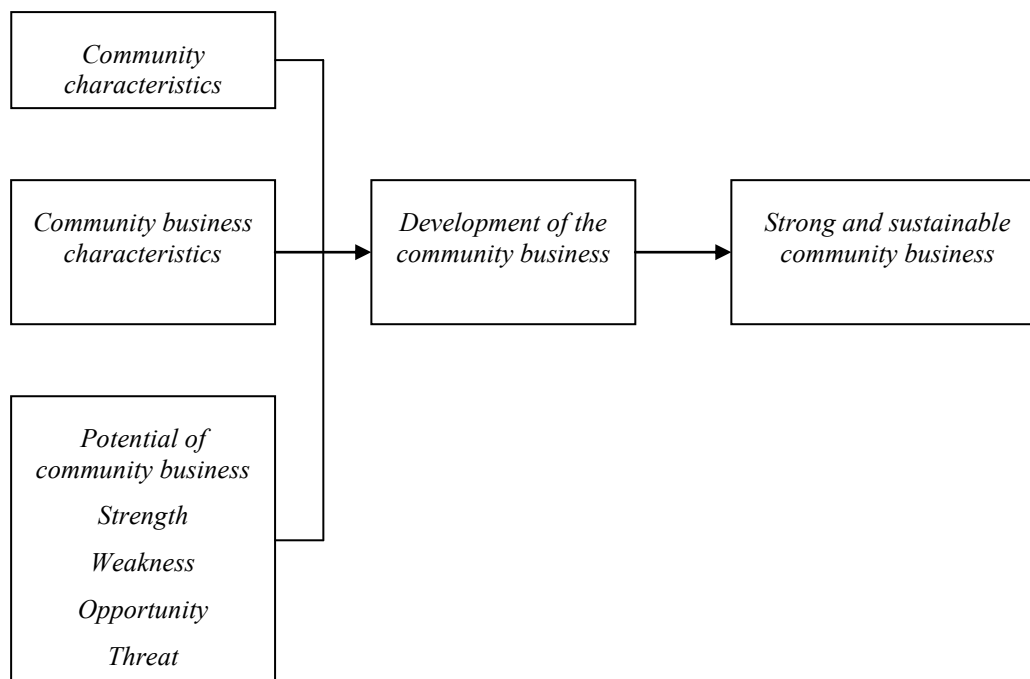 Community
characteristics
Community business
characteristics
Development of the
community business
Strong and sustainable
community business
Potential of
community business
Strength
Weakness
Opportunity
Threat